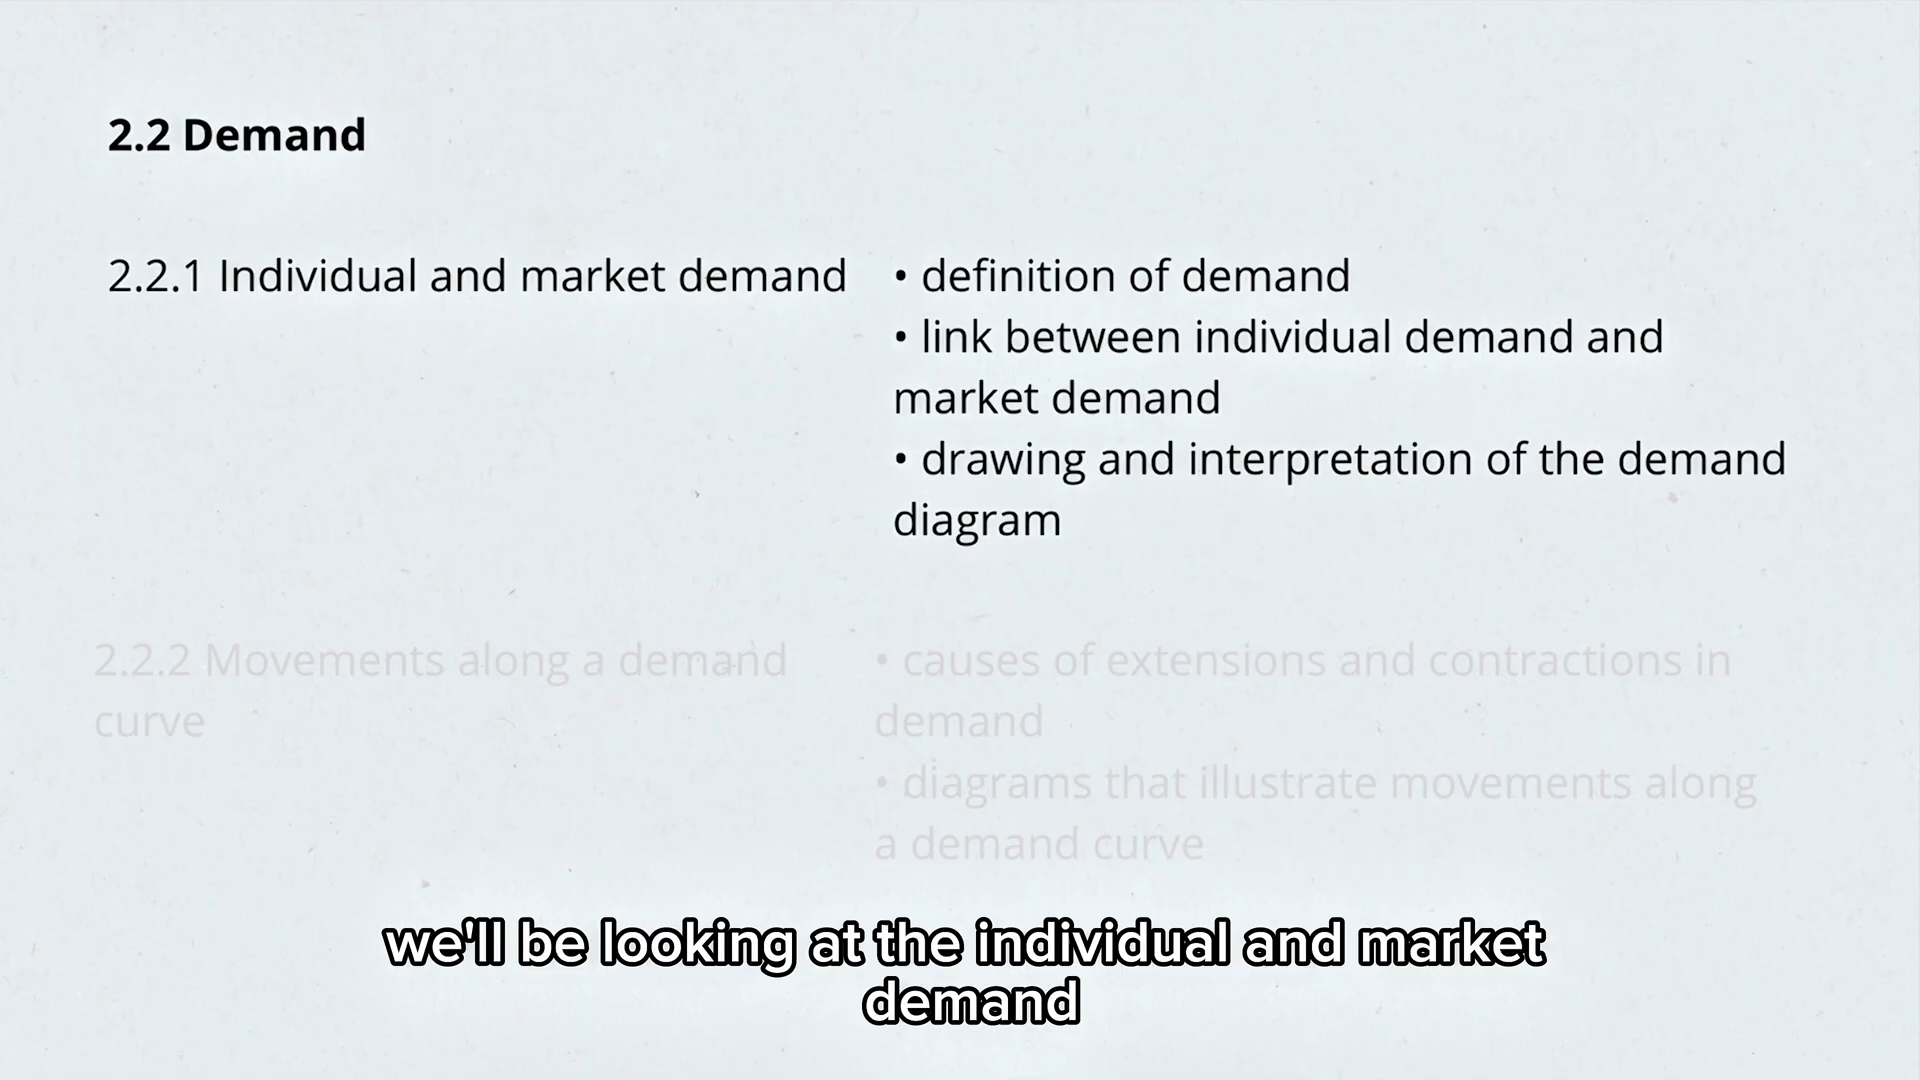 2.2 Demand
2.2.1 Individual and market demand
• definition of demand
• link between individual demand and
market demand
• drawing and interpretation of the demand
diagram
2.2.2 Movements along a demand
curve
• causes of extensions and contractions in
demand
• diagrams that illustrate movements along
a demand curve
we'll be looking at the individual and market
demand